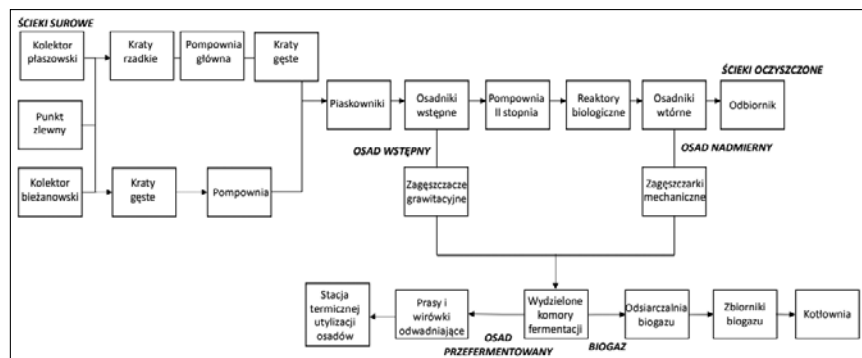 ŚCIEKI SUROWE
Kolektor
płaszowski
Kraty
rzadkie
Pompownia
główna
Kraty
gęste
Punkt
zlewny
Kolektor
bieżanowski
Kraty
gęste
Pompownia
Piaskowniki
Osadniki
wstępne
Pompownia
II stopnia
Reaktory
biologiczne
Osadniki
wtórne
ŚCIEKI OCZYSZCZONE
Odbiornik
OSAD WSTĘPNY
OSAD NADMIERNY
Zagęszczacze
grawitacyjne
Zagęszczarki
mechaniczne
Stacja
termicznej
utylizacji
osadów
Prasy i
wirówki
odwadniające
Wydzielone
komory
fermentacji
Odsiarczalnia
biogazu
Zbiorniki
biogazu
Kotłownia
OSAD
PRZEFERMENTOWANY
BIOGAZ